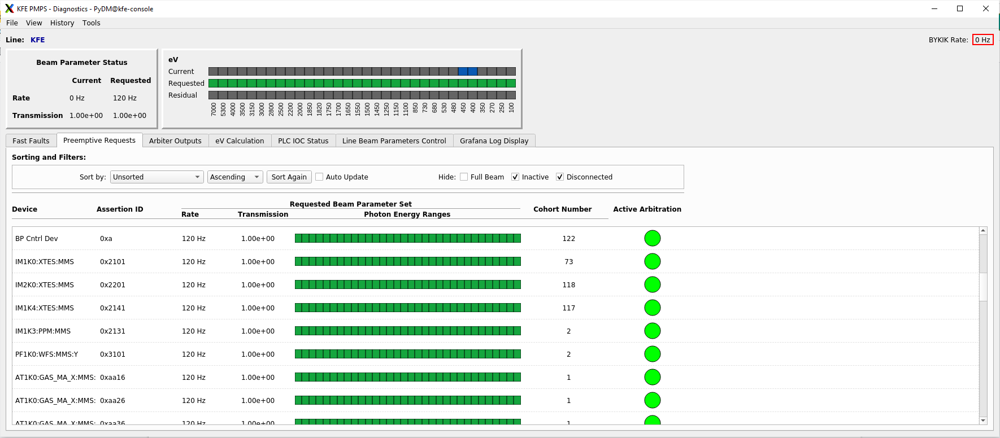 KFE PMPS - Diagnostics - PyDM@kfe-console
File View History Tools
Line: KFE
BYKIK Rate: 0 Hz
Beam Parameter Status
Current Requested
Rate 0 Hz 120 Hz
Transmission 1.00e+00 1.00e+00
eV
Current
Requested
Residual
7000 5300 4000 3500 3150 3000 2800 2500 2200 2000 1850 1820 1750 1700 1650 1550 1500 1450 1250 1150 1100 850 730 680 530 480 450 400 350 270 250 100
Fast Faults Preemptive Requests Arbiter Outputs eV Calculation PLC IOC Status Line Beam Parameters Control Grafana Log Display
Sorting and Filters:
Sort by: Unsorted Ascending Sort Again Auto Update Hide: Full Beam Inactive Disconnected
Requested Beam Parameter Set
Device Assertion ID Cohort Number Active Arbitration
Rate Transmission Photon Energy Ranges
BP Cntrl Dev 0xa 120 Hz 1.00e+00 122
IM1K0:XTES:MMS 0x2101 120 Hz 1.00e+00 73
IM2K0:XTES:MMS 0x2201 120 Hz 1.00e+00 118
IM1K4:XTES:MMS 0x2141 120 Hz 1.00e+00 117
IM1K3:PPM:MMS 0x2131 120 Hz 1.00e+00 2
PF1K0:WFS:MMS:Y 0x3101 120 Hz 1.00e+00 2
AT1K0:GAS_MA_X:MMS: 0xaa16 120 Hz 1.00e+00 1
AT1K0:GAS_MA_X:MMS: 0xaa26 120 Hz 1.00e+00 1
AT1K0:GAS_MA_X:MMS: 0xaa36 120 Hz 1.00e+00 1